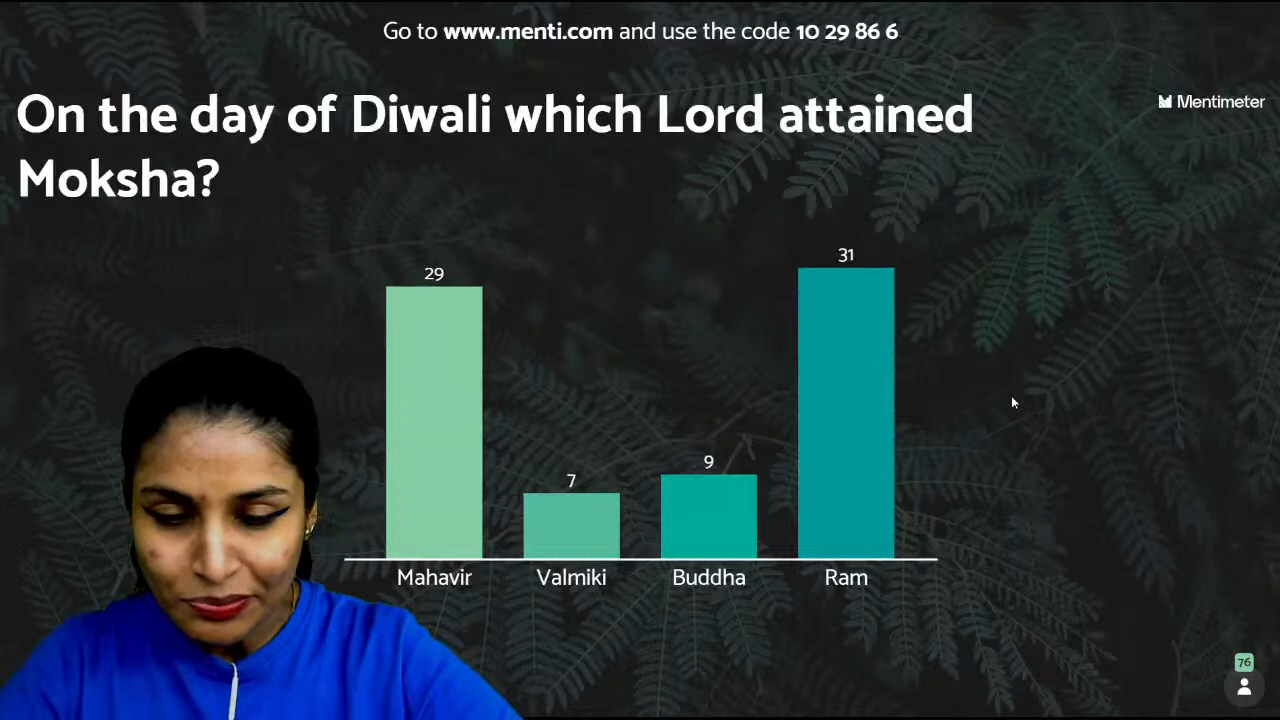 Go to www.menti.com and use the code 10 29 86 6
Mentimeter
On the day of Diwali which Lord attained
Moksha?
29
7
9
31
Mahavir
Valmiki
Buddha
Ram
76